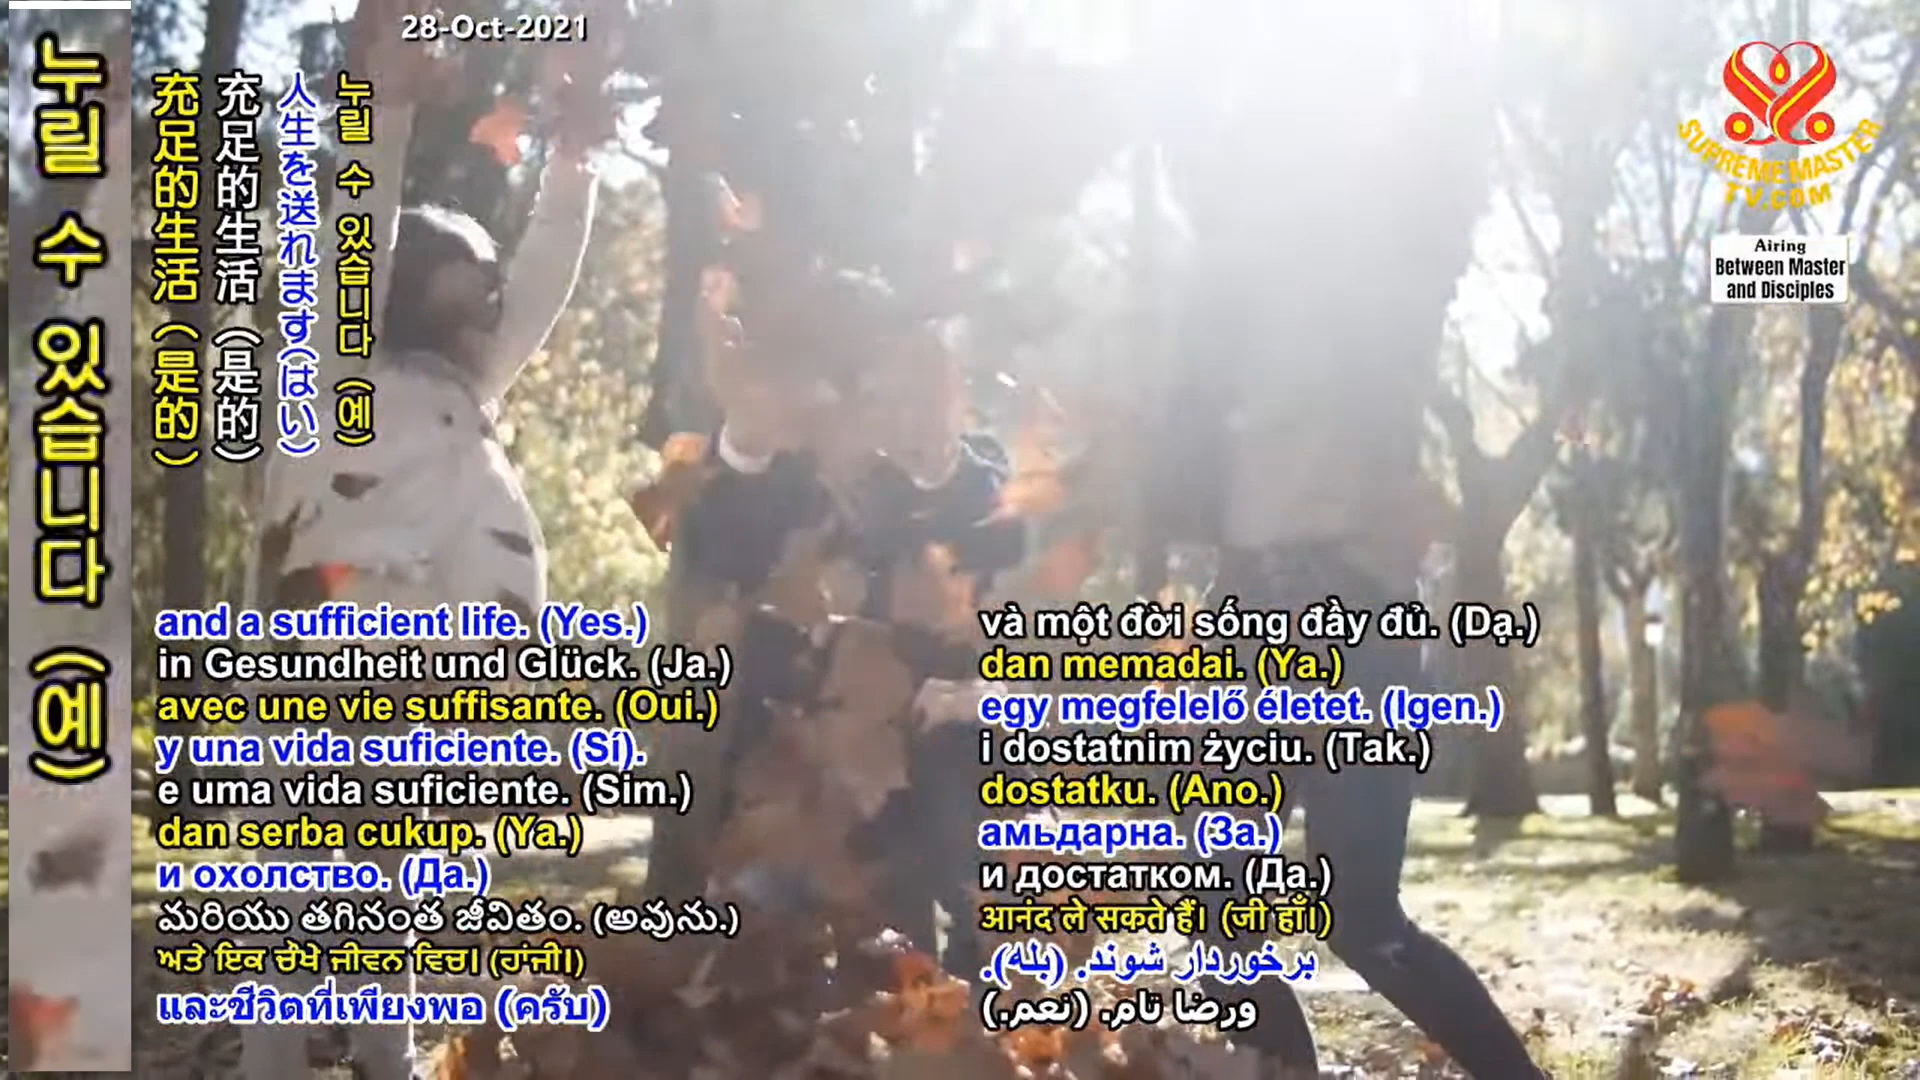 28-Oct-2021
누릴 수 있습니다 (예)
充足的生活（是的）
充足的生活（是的）
人生を送れます(はい)
누릴 수 있습니다 (예)
SUPREMEMASTER
TV.COM
Airing
Between Master
and Disciples
and a sufficient life. (Yes.)
in Gesundheit und Glück. (Ja.)
avec une vie suffisante. (Oui.)
y una vida suficiente. (Sí).
e uma vida suficiente. (Sim.)
dan serba cukup. (Ya.)
и охолство. (Да.)
మరియు తగినంత జీవితం. (అవును.)
ਅਤੇ ਇਕ ਚੰਖੇ ਜੀਵਨ ਵਿਚ। (ਹਾਂਜੀ।)
และชีวิตที่เพียงพอ (ครับ)
và một đời sống đầy đủ. (Dạ.)
dan memadai. (Ya.)
egy megfelelő életet. (Igen.)
i dostatnim życiu. (Tak.)
dostatku. (Ano.)
амьдарна. (За.)
и достатком. (Да.)
आनंद ले सकते हैं। (जी हाँ।)
برخوردار شوند. (بله).
ورضا تام. (نعم.)